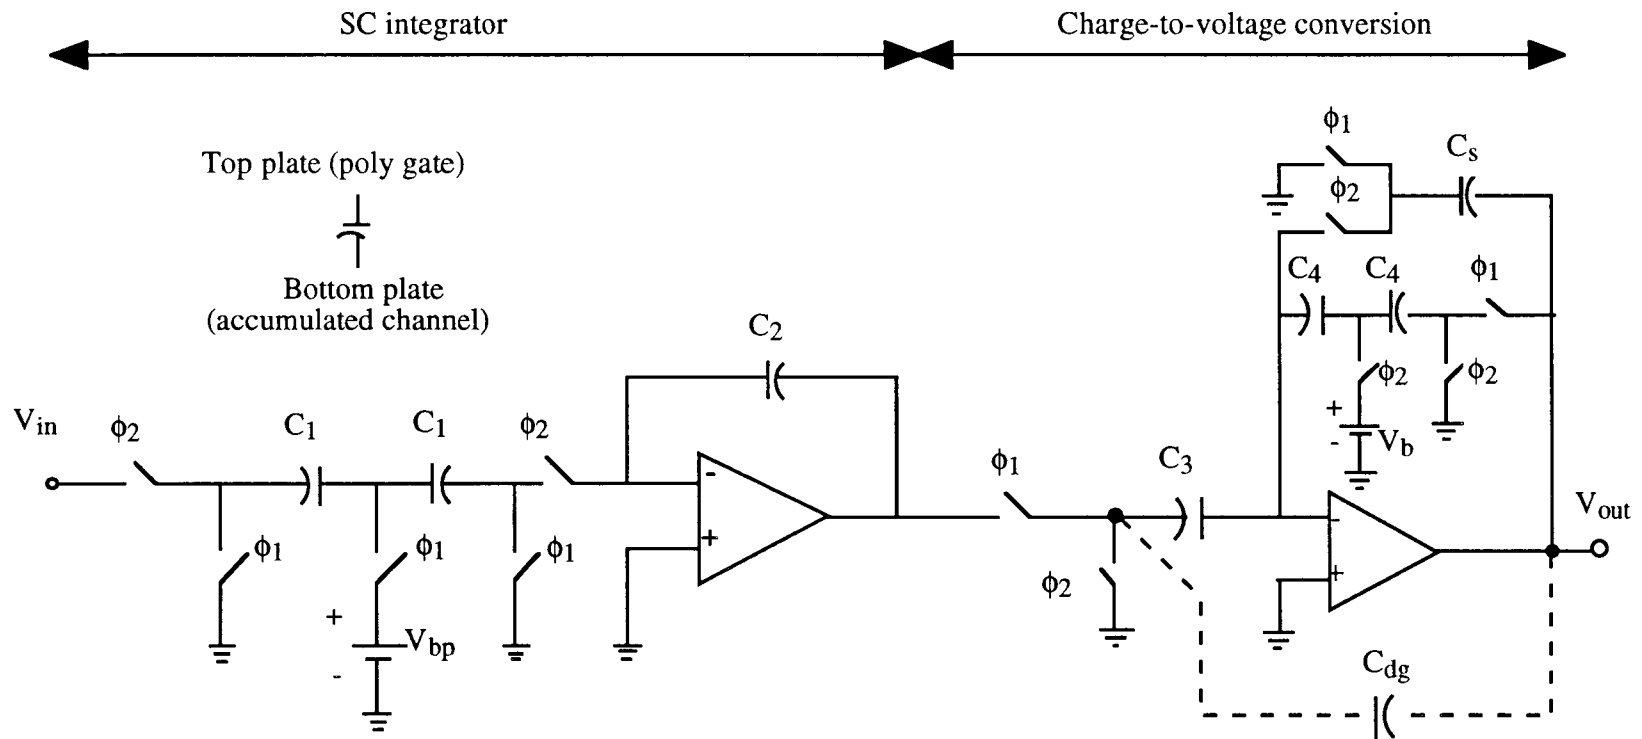 SC integrator
Charge-to-voltage conversion
Top plate (poly gate)
Bottom plate
(accumulated channel)
ϕ1
Cs
ϕ2
C4
C4
ϕ1
C2
ϕ2
ϕ2
+
-
Vb
Vin
ϕ2
C1
C1
ϕ2
-
+
ϕ1
C3
-
+
Vout
ϕ1
ϕ1
ϕ1
ϕ2
+
-
Vbp
Cdg